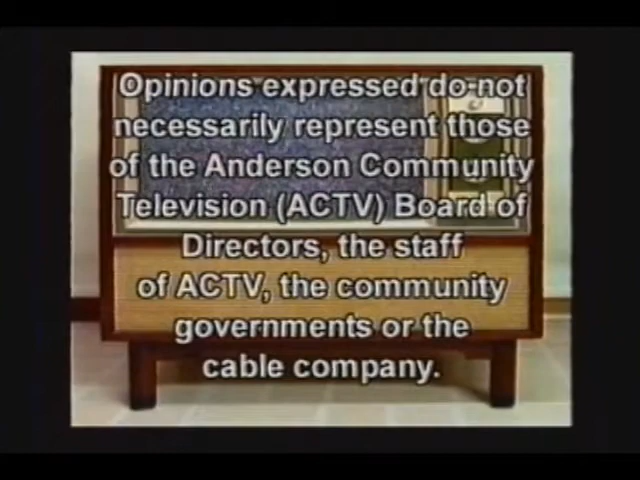 Opinions expressed do not
necessarily represent those
of the Anderson Community
Television (ACTV) Board of
Directors, the staff
of ACTV, the community
governments or the
cable company.